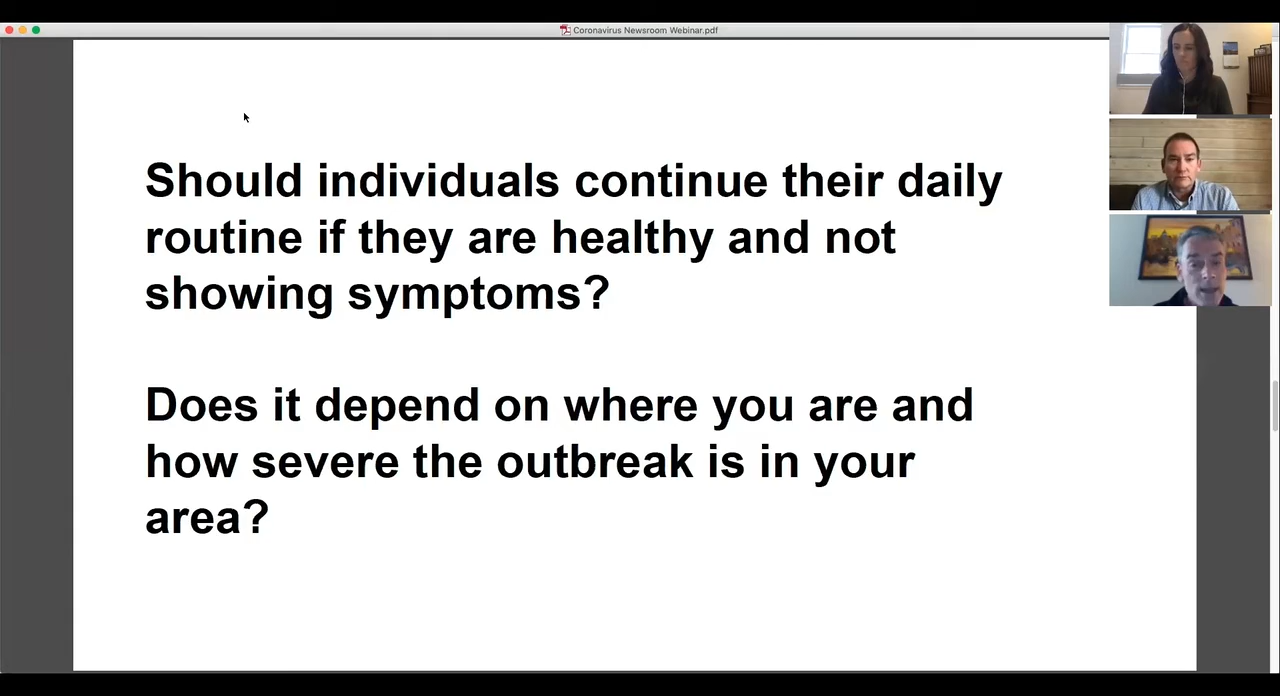 Coronavirus Newsroom Webinar.pdf
Should individuals continue their daily
routine if they are healthy and not
showing symptoms?
Does it depend on where you are and
how severe the outbreak is in your
area?